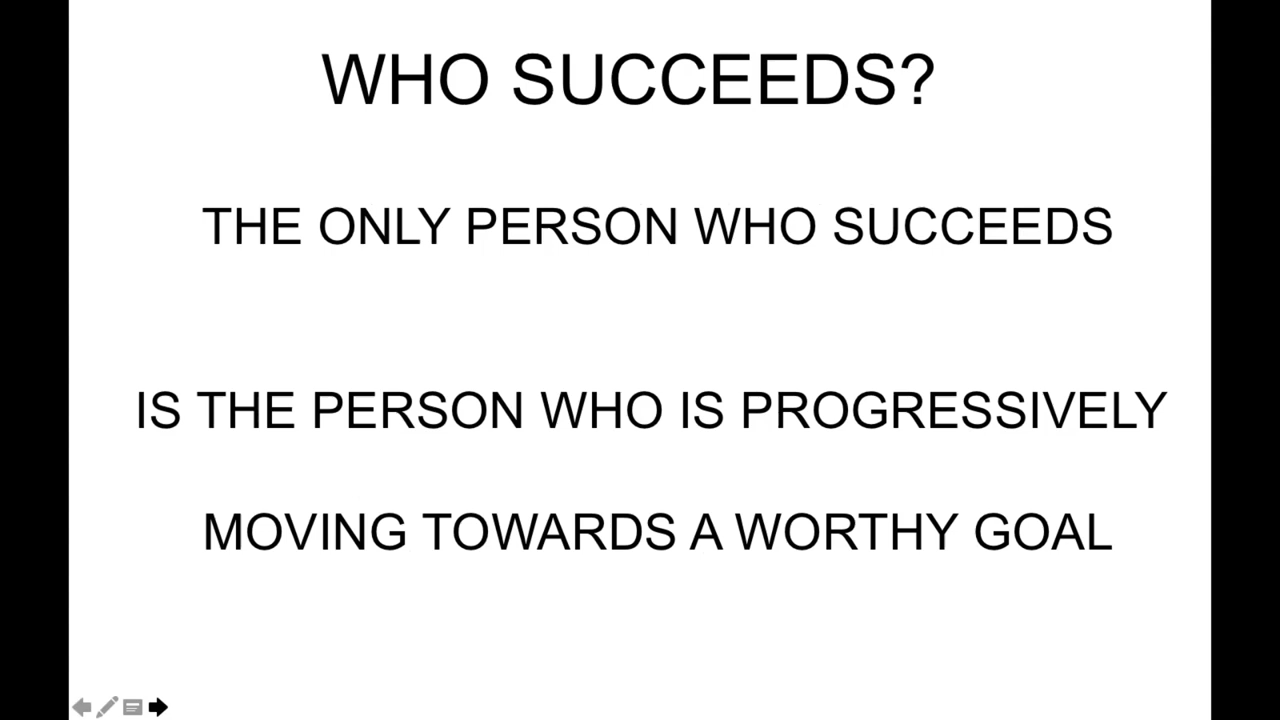 WHO SUCCEEDS?
THE ONLY PERSON WHO SUCCEEDS
IS THE PERSON WHO IS PROGRESSIVELY
MOVING TOWARDS A WORTHY GOAL